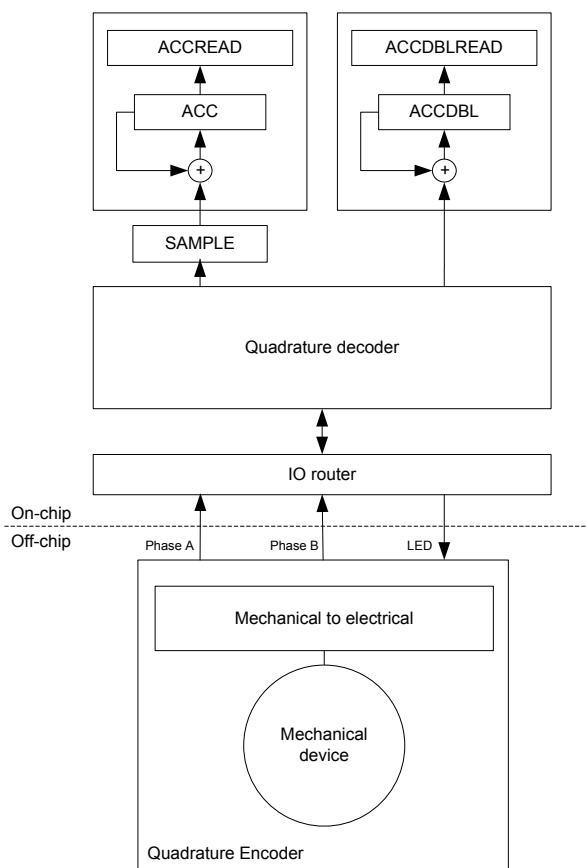 ACCREAD
ACCDBLREAD
ACC
ACCDBL
+
+
SAMPLE
Quadrature decoder
IO router
On-chip
Off-chip
Phase A
Phase B
LED
Mechanical to electrical
Mechanical
device
Quadrature Encoder